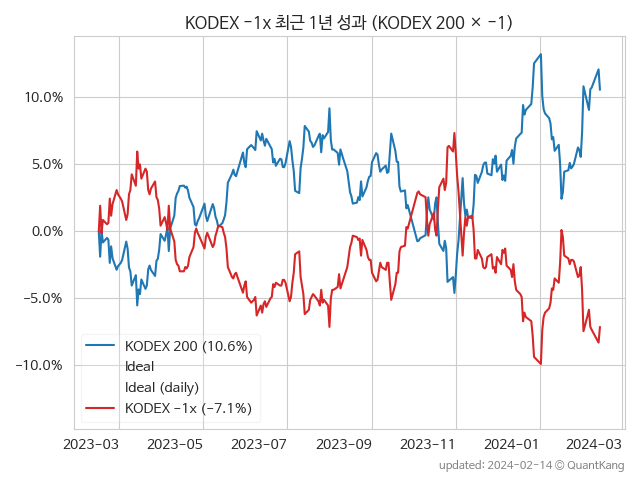 KODEX -1x 최근 1년 성과 (KODEX 200 × -1)
10.0%
5.0%
0.0%
-5.0%
-10.0%
KODEX 200 (10.6%)
Ideal
Ideal (daily)
KODEX -1x (-7.1%)
2023-03 2023-05 2023-07 2023-09 2023-11 2024-01 2024-03
updated: 2024-02-14 © QuantKang